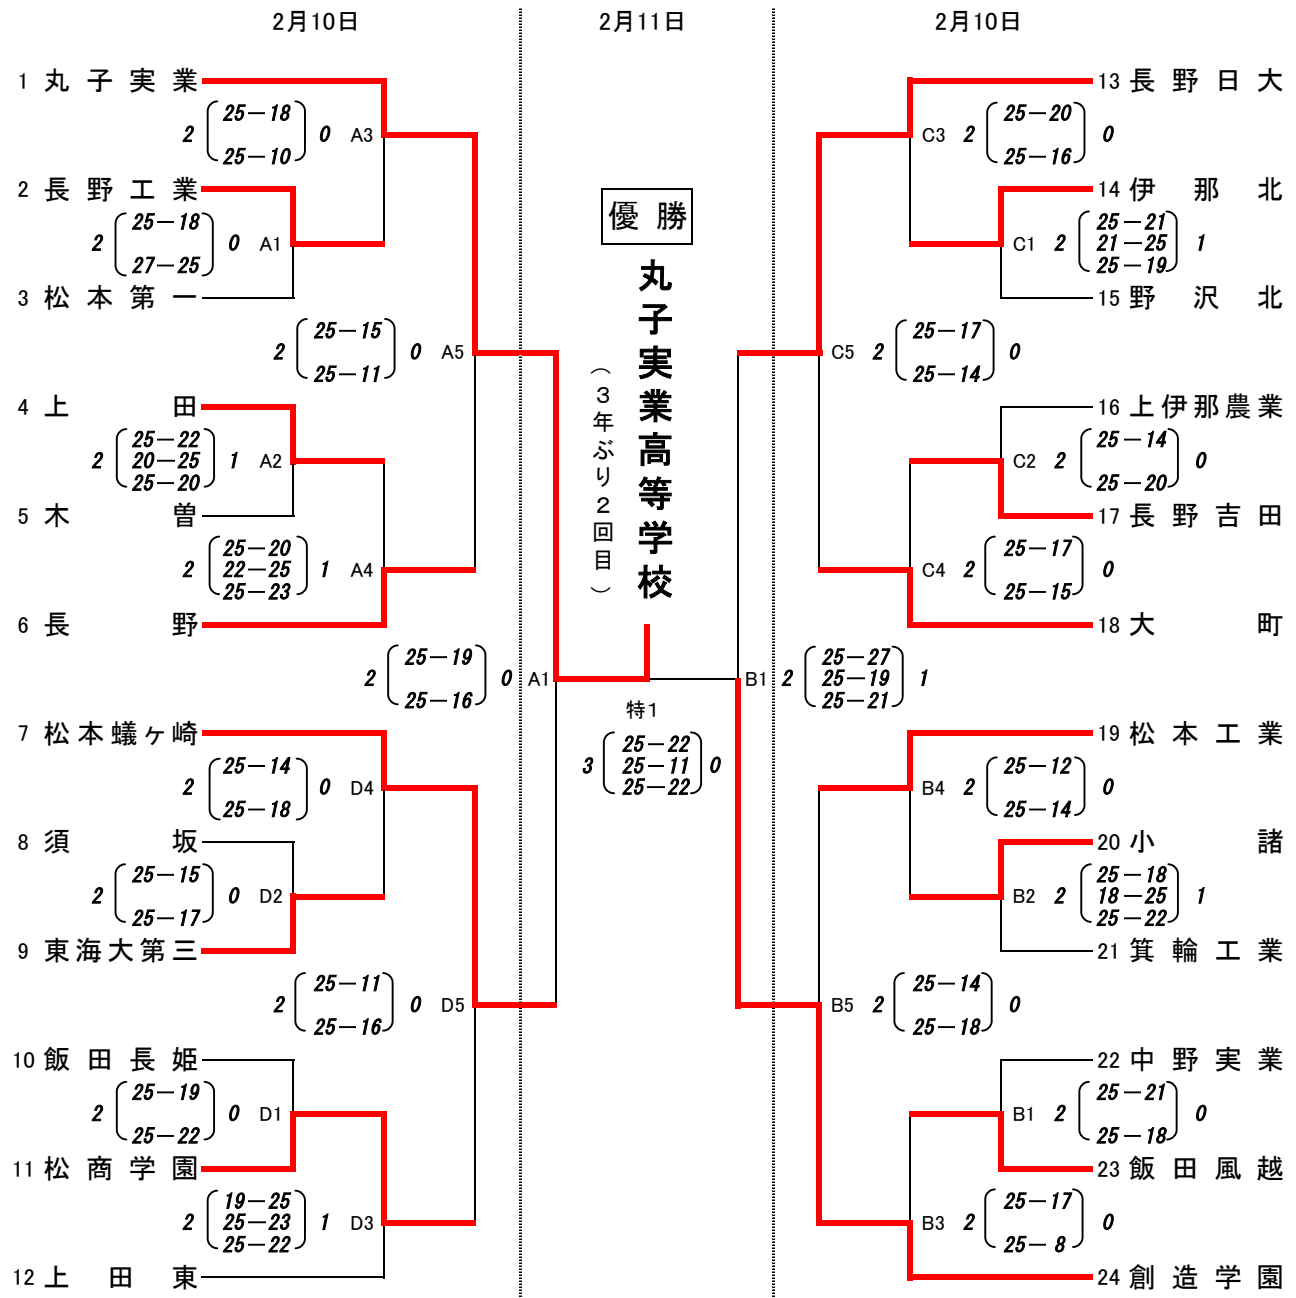 2月10日
2月11日
2月10日
1 丸子実業
2 25－18 0 A3
25－10
2 長野工業
2 25－18 0 A1
27－25
3 松本第一
2 25－15 0 A5
25－11
4 上田
2 25－22 1 A2
20－25
25－20
5 木曽
2 25－20 1 A4
22－25
25－23
6 長野
2 25－19 0 A1
25－16
7 松本蟻ヶ崎
2 25－14 0 D4
25－18
8 須坂
2 25－15 0 D2
25－17
9 東海大第三
2 25－11 0 D5
25－16
10 飯田長姫
2 25－19 0 D1
25－22
11 松商学園
2 19－25 1 D3
25－23
25－22
12 上田東
優勝
丸子実業高等学校
（3年ぶり2回目）
特1
3 25－22 0
25－11
25－22
13 長野日大
C3 2 25－20 0
25－16
14 伊那北
C1 2 25－21 1
21－25
25－19
15 野沢北
C5 2 25－17 0
25－14
16 上伊那農業
C2 2 25－14 0
25－20
17 長野吉田
C4 2 25－17 0
25－15
18 大町
B1 2 25－27 1
25－19
25－21
19 松本工業
B4 2 25－12 0
25－14
20 小諸
B2 2 25－18 1
18－25
25－22
21 箕輪工業
B5 2 25－14 0
25－18
22 中野実業
B1 2 25－21 0
25－18
23 飯田風越
B3 2 25－17 0
25－8
24 創造学園